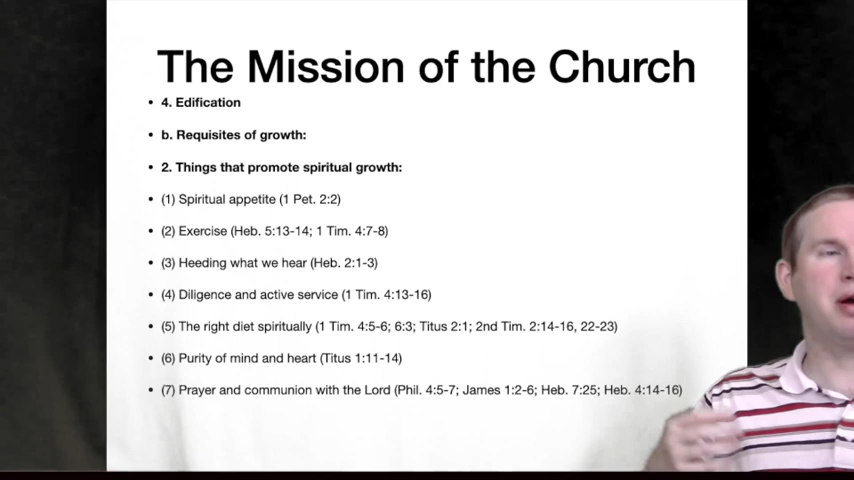 The Mission of the Church
• 4. Edification
• b. Requisites of growth:
• 2. Things that promote spiritual growth:
• (1) Spiritual appetite (1 Pet. 2:2)
• (2) Exercise (Heb. 5:13-14; 1 Tim. 4:7-8)
• (3) Heeding what we hear (Heb. 2:1-3)
• (4) Diligence and active service (1 Tim. 4:13-16)
• (5) The right diet spiritually (1 Tim. 4:5-6; 6:3; Titus 2:1; 2nd Tim. 2:14-16, 22-23)
• (6) Purity of mind and heart (Titus 1:11-14)
• (7) Prayer and communion with the Lord (Phil. 4:5-7; James 1:2-6; Heb. 7:25; Heb. 4:14-16)